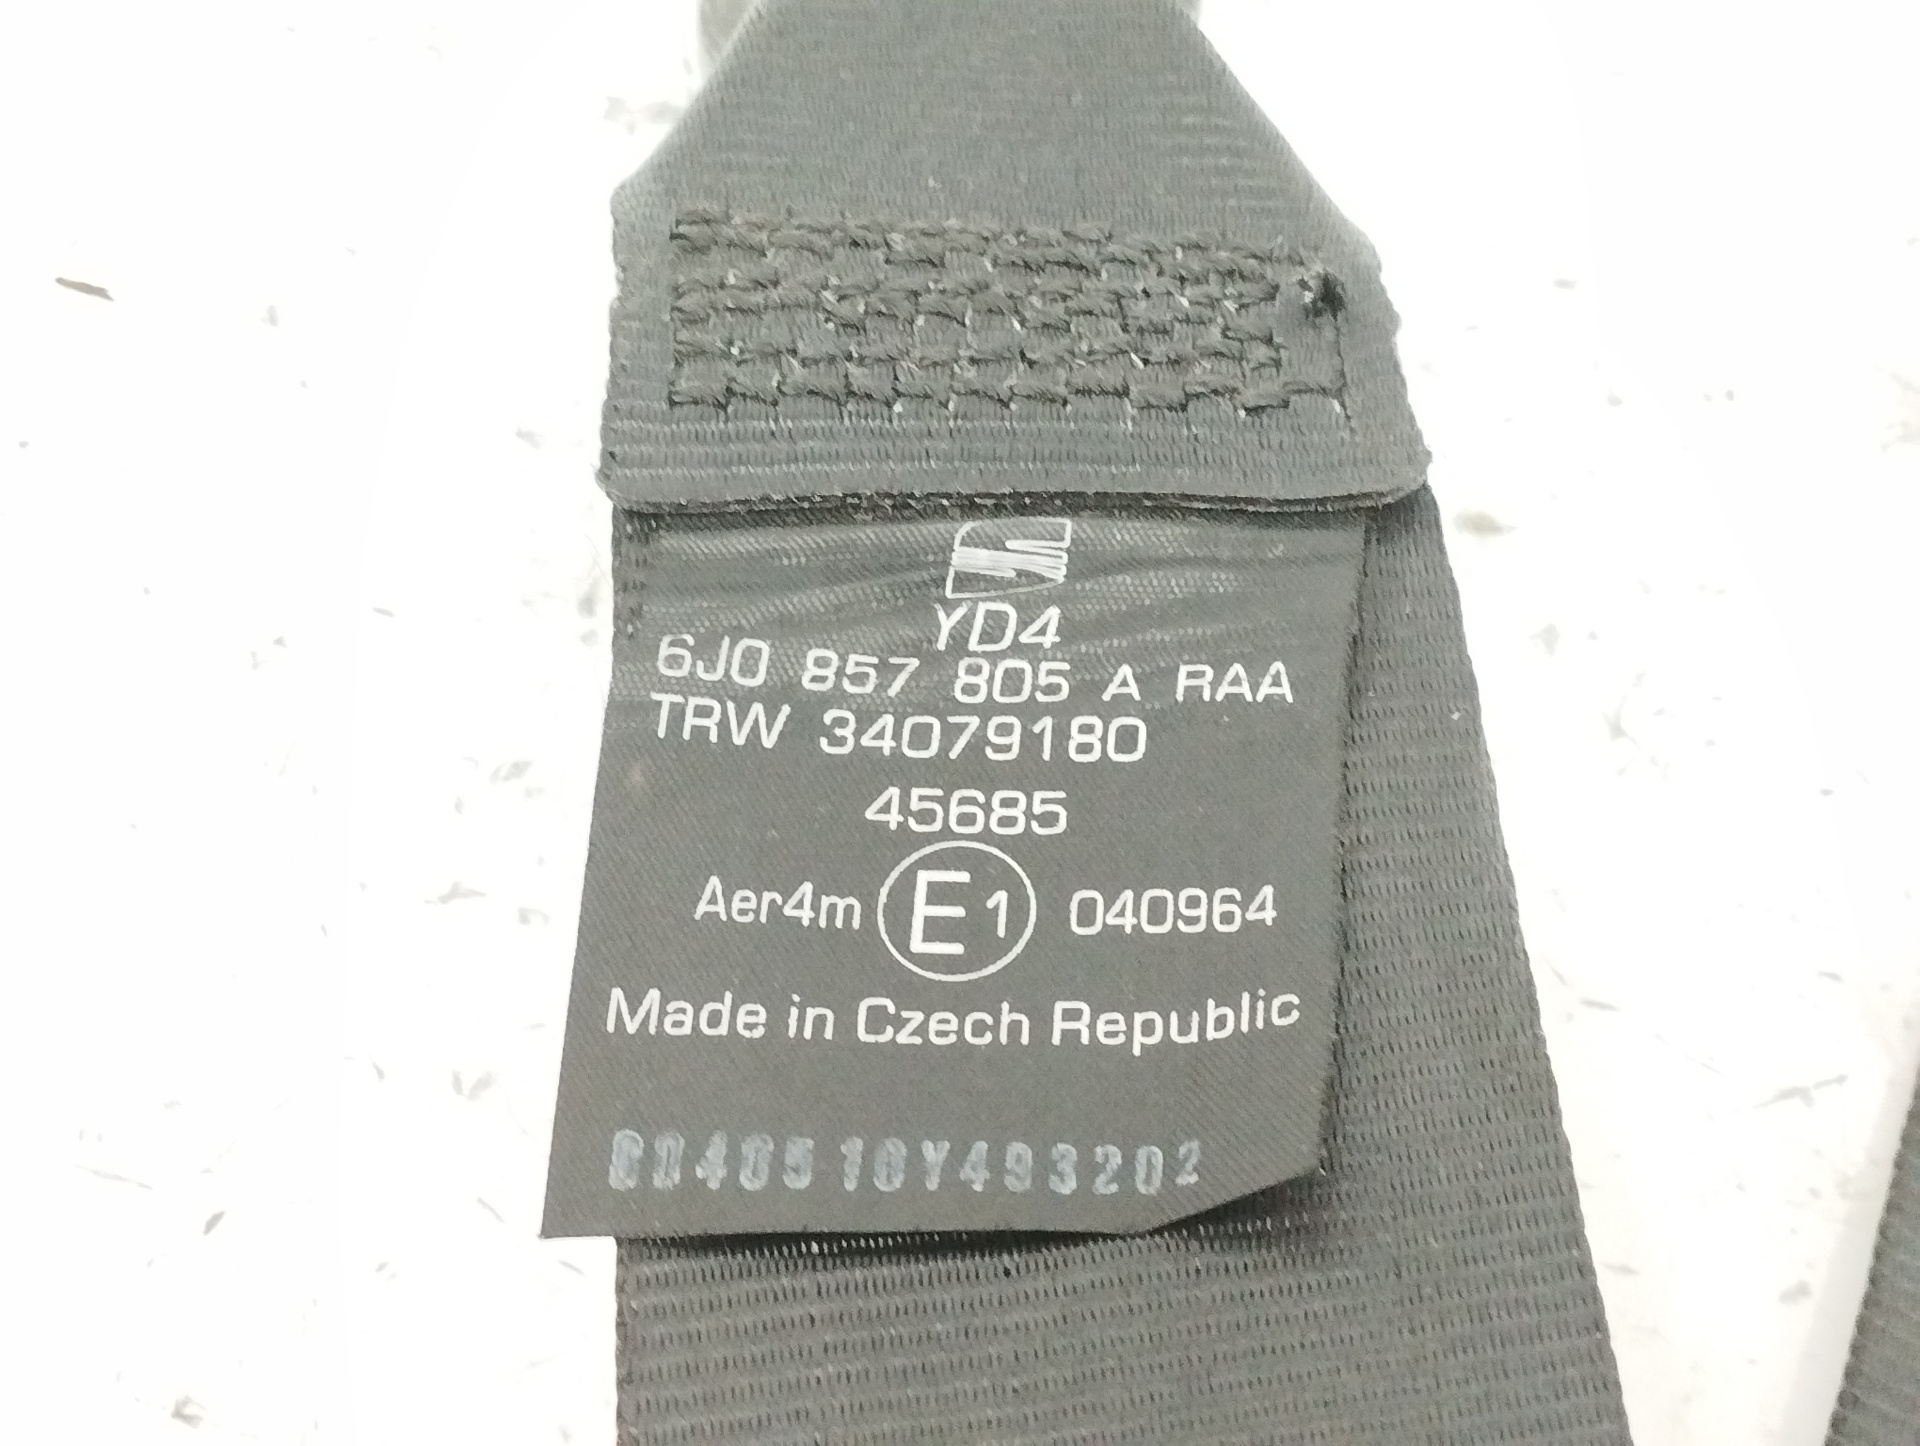 YD4
6J0 857 805 A RAA
TRW 34079180
45685
Aer4m E1 040964
Made in Czech Republic